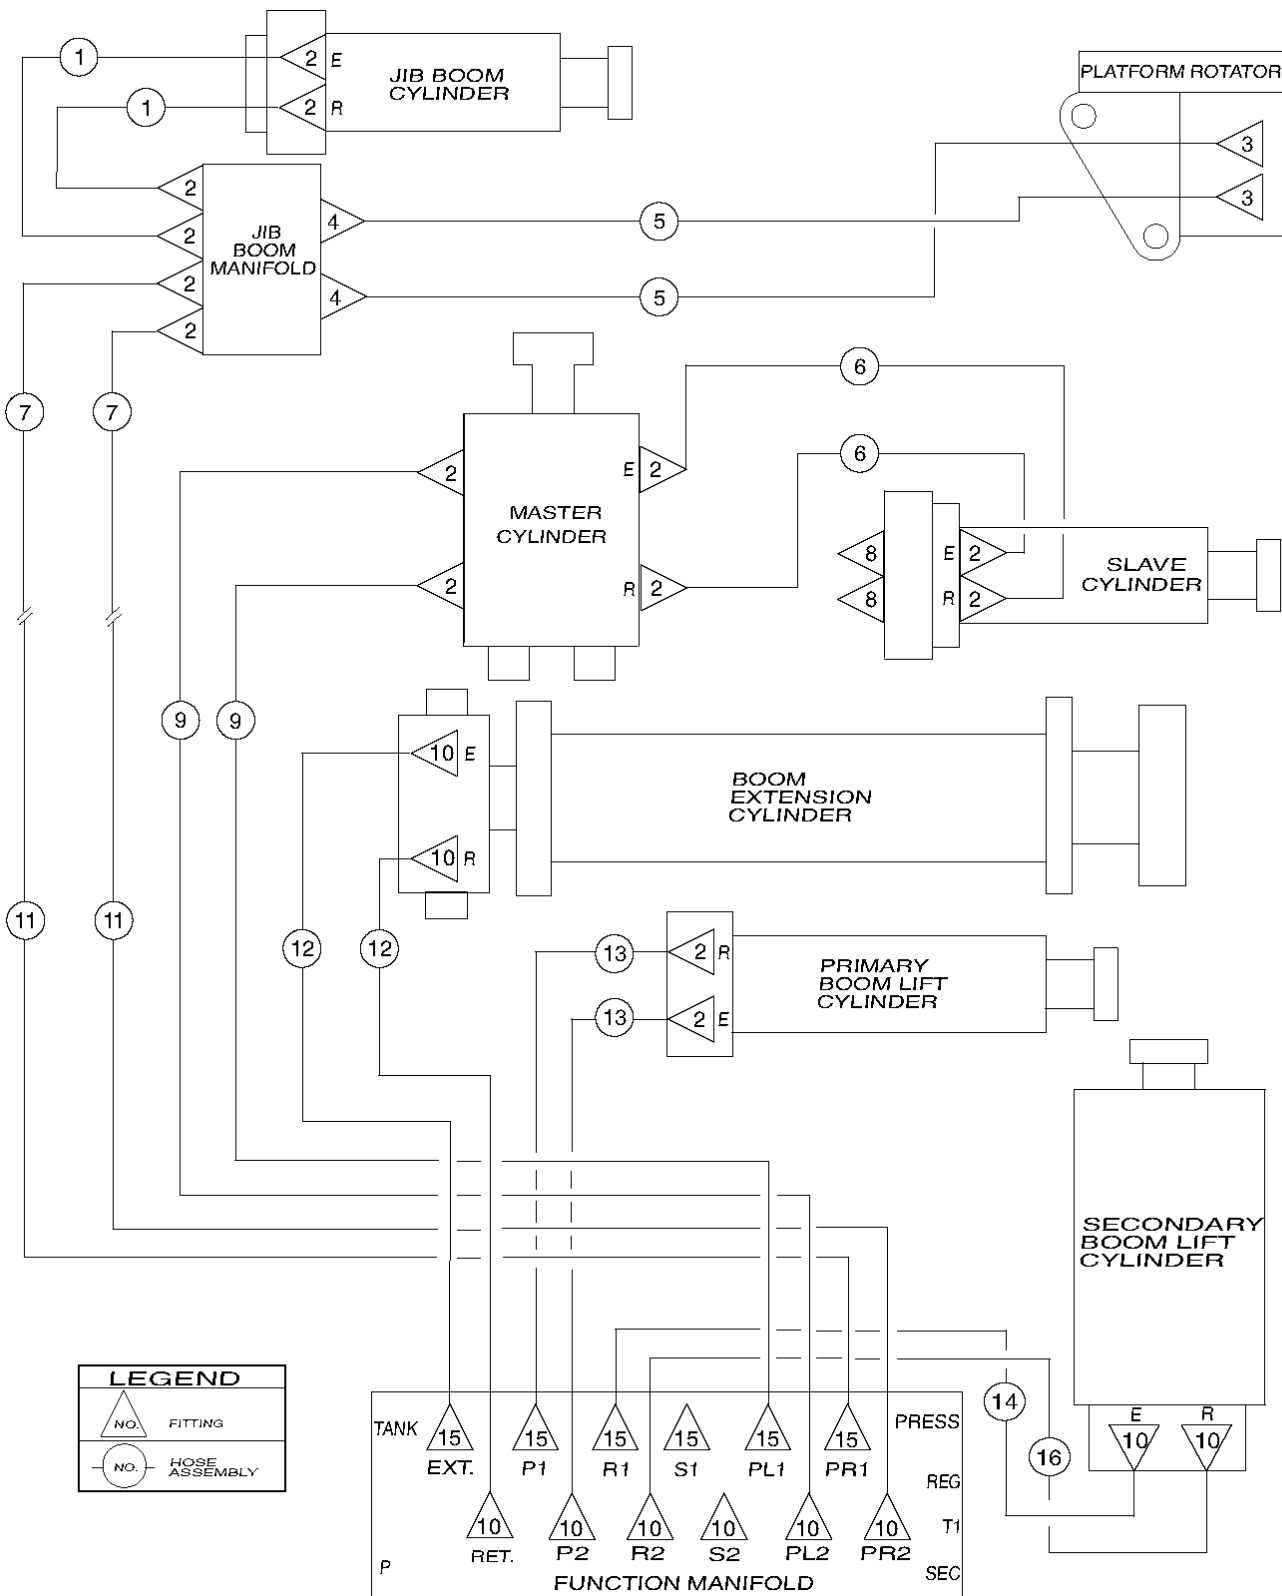 1
2 E
JIB BOOM
CYLINDER
1
2 R
PLATFORM ROTATOR
3
3
2
2
2
2
JIB
BOOM
MANIFOLD
4
4
5
5
7
7
6
6
2
2
MASTER
CYLINDER
E 2
R 2
8
8
E 2
R 2
SLAVE
CYLINDER
9
9
10 E
10 R
BOOM
EXTENSION
CYLINDER
11
11
12
12
13
13
2 R
2 E
PRIMARY
BOOM LIFT
CYLINDER
SECONDARY
BOOM LIFT
CYLINDER
E R
10 10
14
16
LEGEND
NO. FITTING
NO. HOSE
ASSEMBLY
TANK
15 15 15 15 15 15
PRESS
EXT. P1 R1 S1 PL1 PR1
REG
10 10 10 10 10 10
T1
RET. P2 R2 S2 PL2 PR2
P
SEC
FUNCTION MANIFOLD